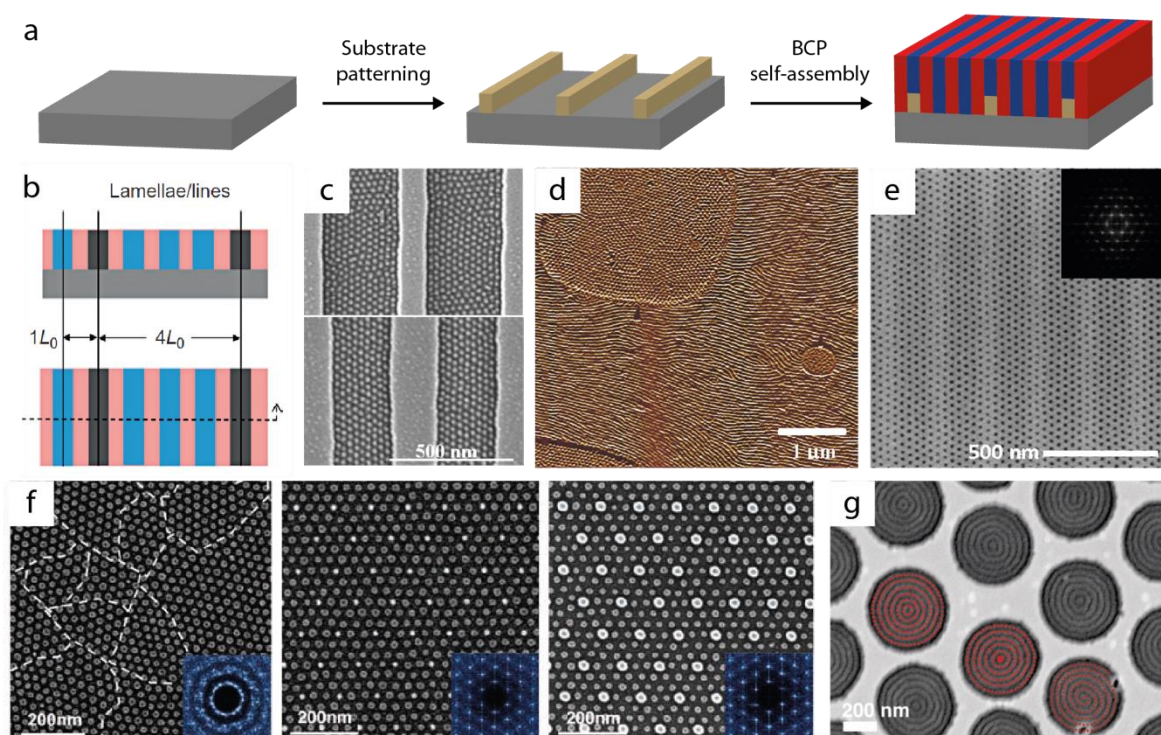 a
Substrate
patterning
BCP
self-assembly
b
Lamellae/lines
1L₀
4L₀
c
500 nm
d
1 µm
e
500 nm
f
200nm
200nm
200nm
g
200 nm